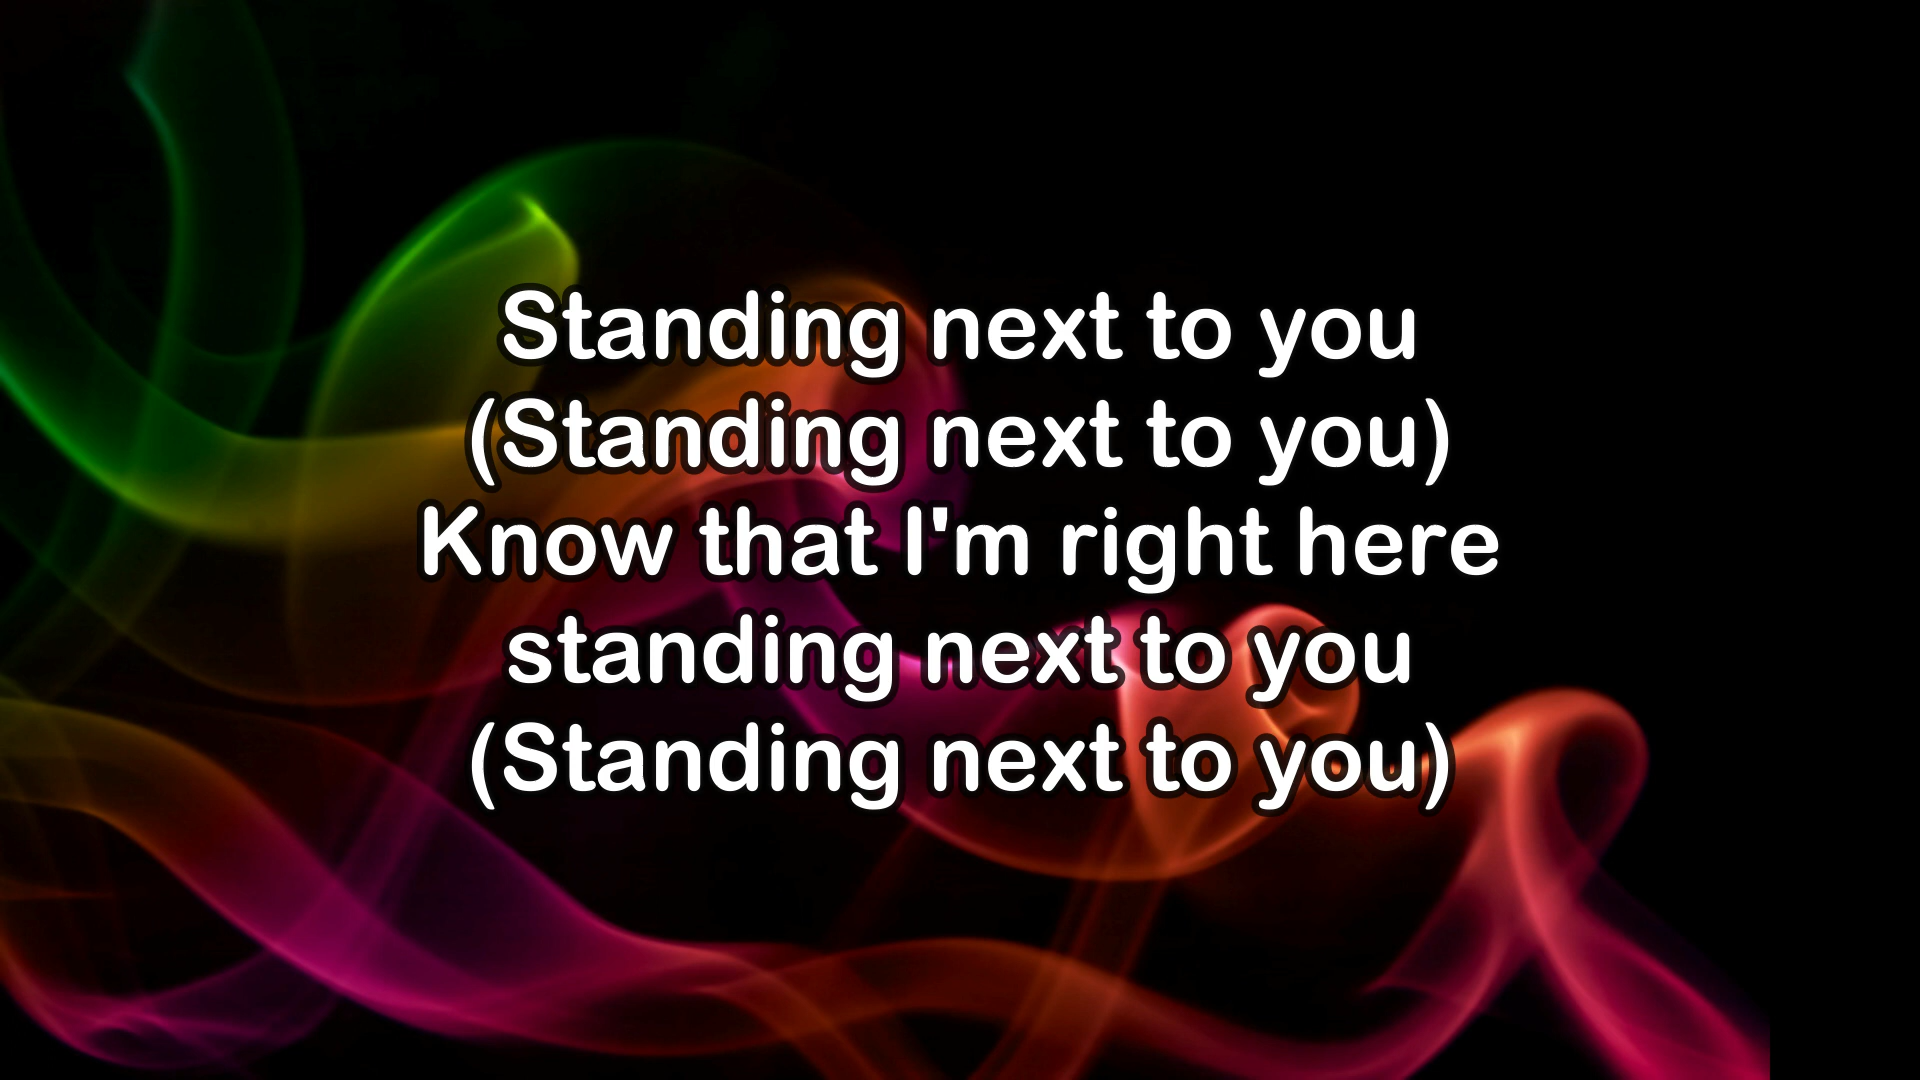 Standing next to you
(Standing next to you)
Know that I'm right here
standing next to you
(Standing next to you)